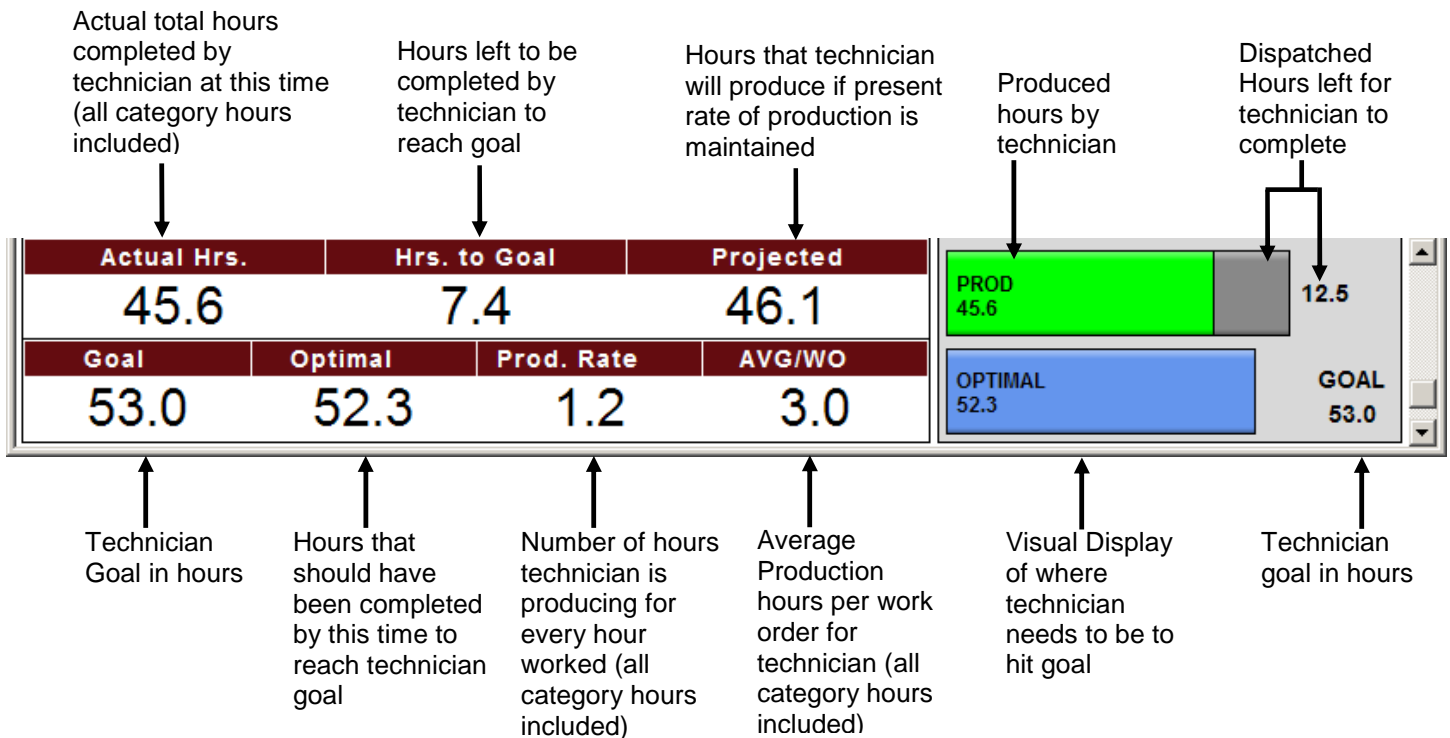 Actual total hours
completed by
technician at this time
(all category hours
included)
Hours left to be
completed by
technician to
reach goal
Hours that technician
will produce if present
rate of production is
maintained
Produced
hours by
technician
Dispatched
Hours left for
technician to
complete
Actual Hrs.
Hrs. to Goal
Projected
45.6
7.4
46.1
Goal
Optimal
Prod. Rate
AVG/WO
53.0
52.3
1.2
3.0
PROD
45.6
12.5
OPTIMAL
52.3
GOAL
53.0
Technician
Goal in hours
Hours that
should have
been completed
by this time to
reach technician
goal
Number of hours
technician is
producing for
every hour
worked (all
category hours
included)
Average
Production
hours per work
order for
technician (all
category hours
included)
Visual Display
of where
technician
needs to be to
hit goal
Technician
goal in hours